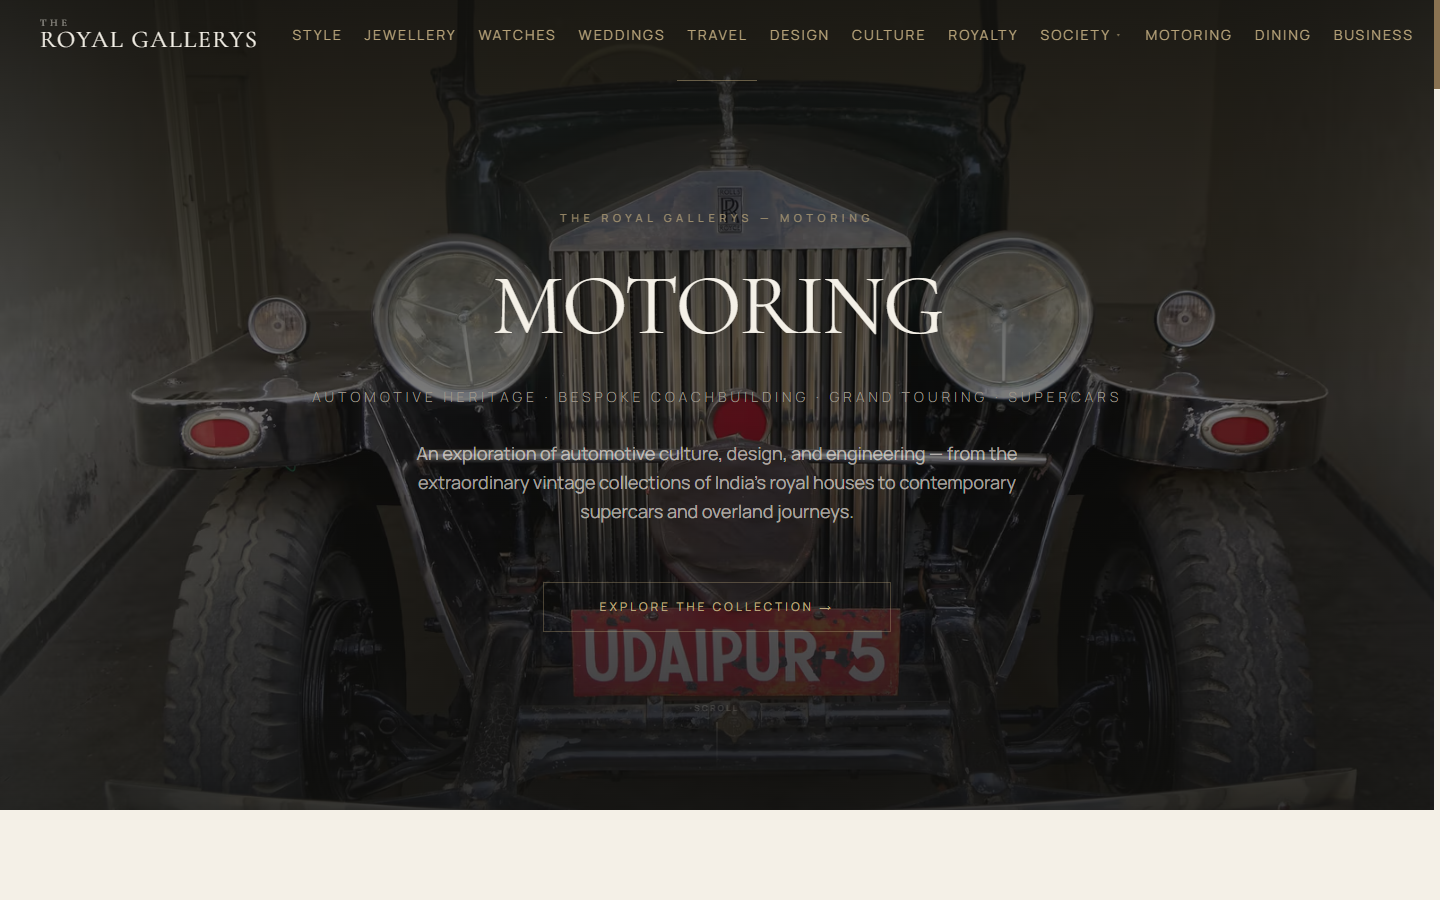 THE
ROYAL GALLERYS
STYLE JEWELLERY WATCHES WEDDINGS TRAVEL DESIGN CULTURE ROYALTY SOCIETY · MOTORING DINING BUSINESS
THE ROYAL GALLERYS — MOTORING
MOTORING
AUTOMOTIVE HERITAGE · BESPOKE COACHBUILDING · GRAND TOURING · SUPERCARS
An exploration of automotive culture, design, and engineering — from the
extraordinary vintage collections of India's royal houses to contemporary
supercars and overland journeys.
EXPLORE THE COLLECTION →
UDAIPUR·5
SCROLL